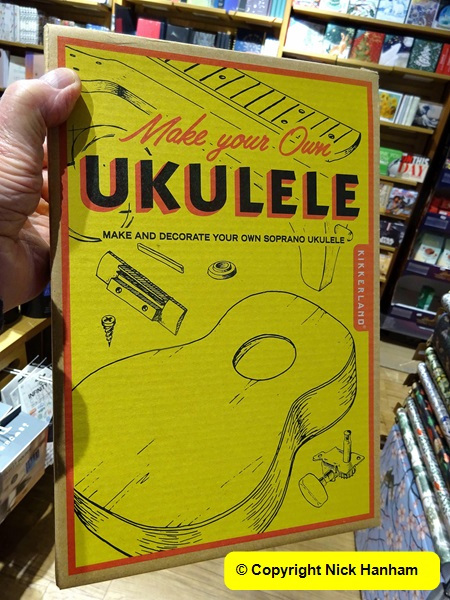 Make your Own
UKULELE
MAKE AND DECORATE YOUR OWN SOPRANO UKULELE
KIKKERLAND®
© Copyright Nick Hanham